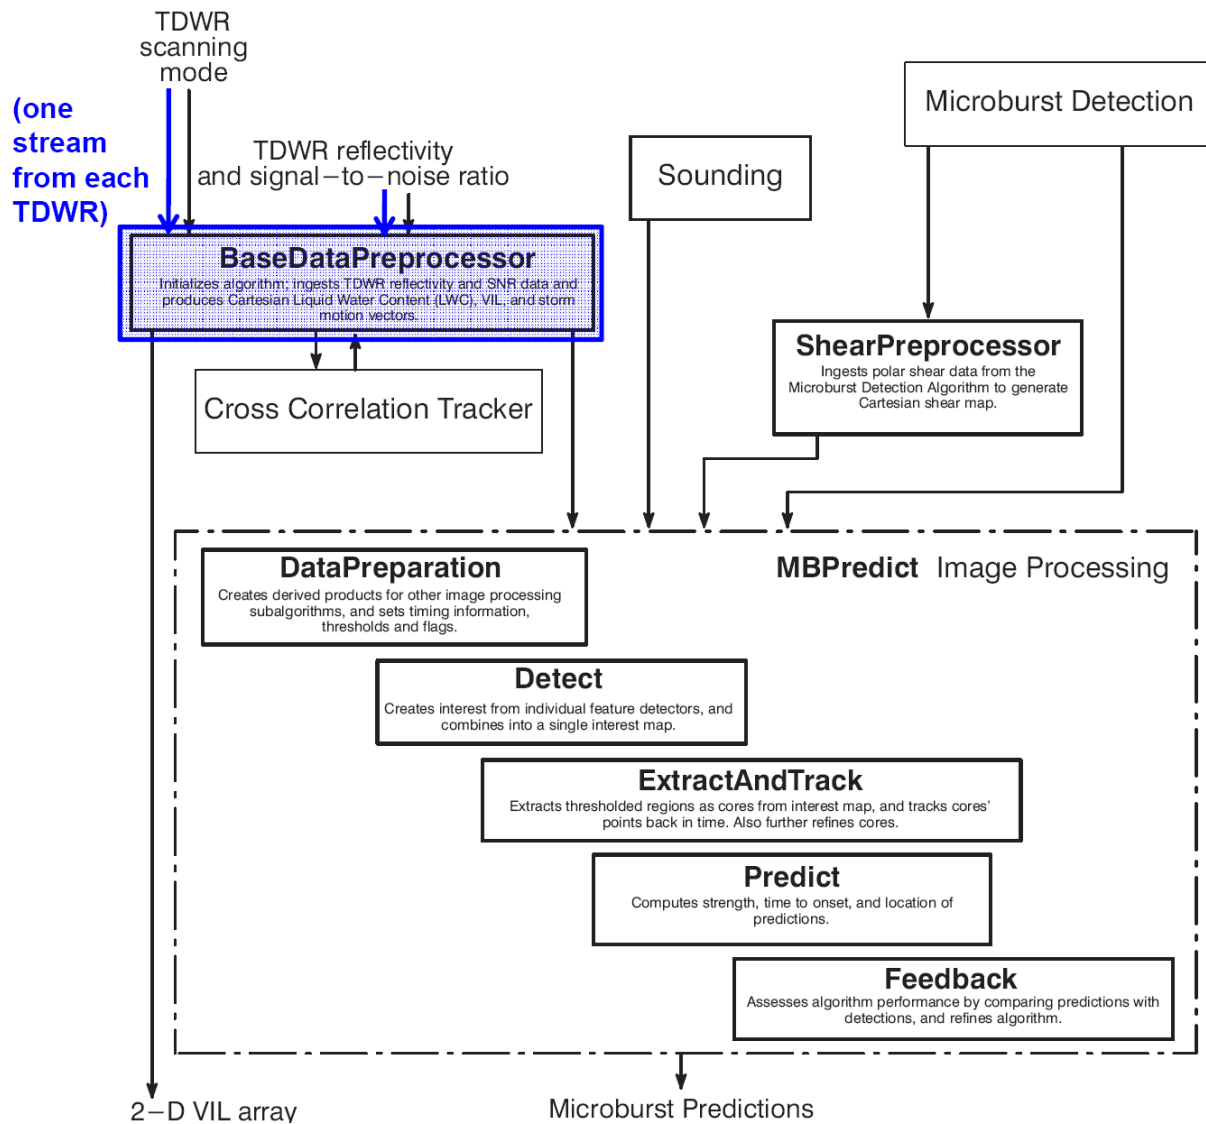 TDWR
scanning
mode
(one
stream
from each
TDWR)
TDWR reflectivity
and signal−to−noise ratio
Sounding
Microburst Detection
BaseDataPreprocessor
Initializes algorithm; ingests TDWR reflectivity and SNR data and
produces Cartesian Liquid Water Content (LWC), VIL, and storm
motion vectors.
Cross Correlation Tracker
ShearPreprocessor
Ingests polar shear data from the
Microburst Detection Algorithm to generate
Cartesian shear map.
MBPredict Image Processing
DataPreparation
Creates derived products for other image processing
subalgorithms, and sets timing information,
thresholds and flags.
Detect
Creates interest from individual feature detectors, and
combines into a single interest map.
ExtractAndTrack
Extracts thresholded regions as cores from interest map, and tracks cores'
points back in time. Also further refines cores.
Predict
Computes strength, time to onset, and location of
predictions.
Feedback
Assesses algorithm performance by comparing predictions with
detections, and refines algorithm.
2−D VIL array
Microburst Predictions